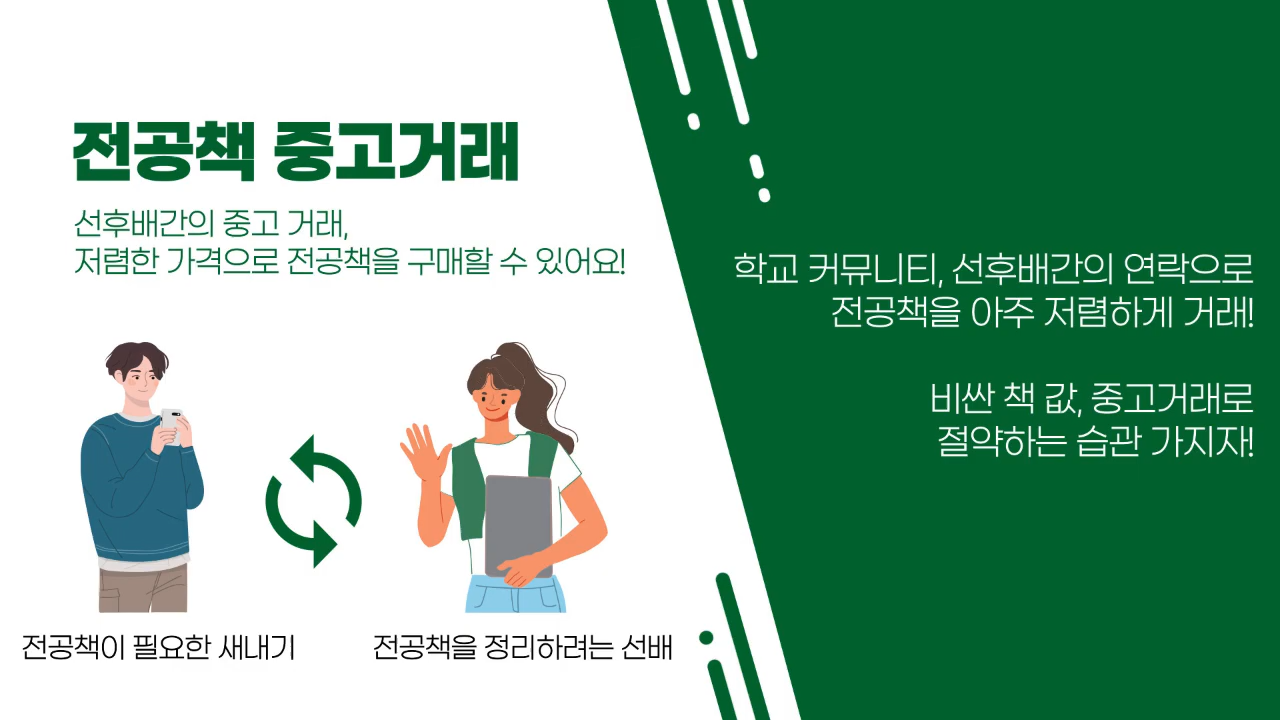 전공책 중고거래
선후배간의 중고 거래,
저렴한 가격으로 전공책을 구매할 수 있어요!
학교 커뮤니티, 선후배간의 연락으로
전공책을 아주 저렴하게 거래!
비싼 책 값, 중고거래로
절약하는 습관 가지자!
전공책이 필요한 새내기
전공책을 정리하려는 선배